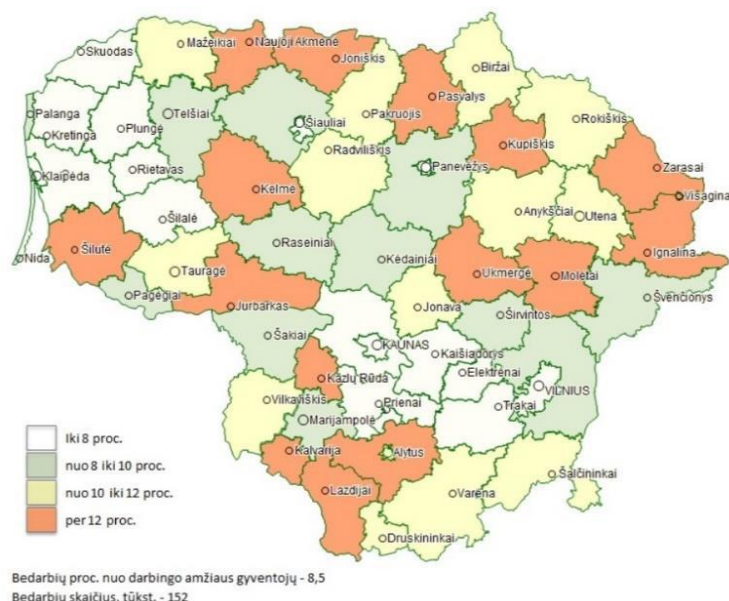 Skuodas
Mažeikiai
Naujoji Akmenė
Joniškis
Biržai
Pasvalys
Palanga
Telšiai
Pakruojis
Rokiškis
Kretinga
Plungė
Šiauliai
Radviliškis
Kupiškis
Klaipėda
Rietavas
Panevėžys
Zarasai
Kelmė
Visagina
Šilalė
Anykščiai
Utena
Šilutė
Raseiniai
Nida
Kėdainiai
Ignalina
Tauragė
Ukmergė
Molėtai
Pagėgiai
Jurbarkas
Jonava
Širvintos
Švenčionys
Šakiai
KAUNAS
Kaišiadorys
Elektrėnai
Kazlų Rūda
VILNIUS
Vilkaviškis
Prienai
Trakai
Marijampolė
Kalvarija
Alytus
Šalčininkai
Lazdijai
Varėna
Druskininkai
Iki 8 proc.
nuo 8 iki 10 proc.
nuo 10 iki 12 proc.
per 12 proc.
Bedarbių proc. nuo darbingo amžiaus gyventojų - 8,5
Bedarbių skaičius, tūkst. - 152